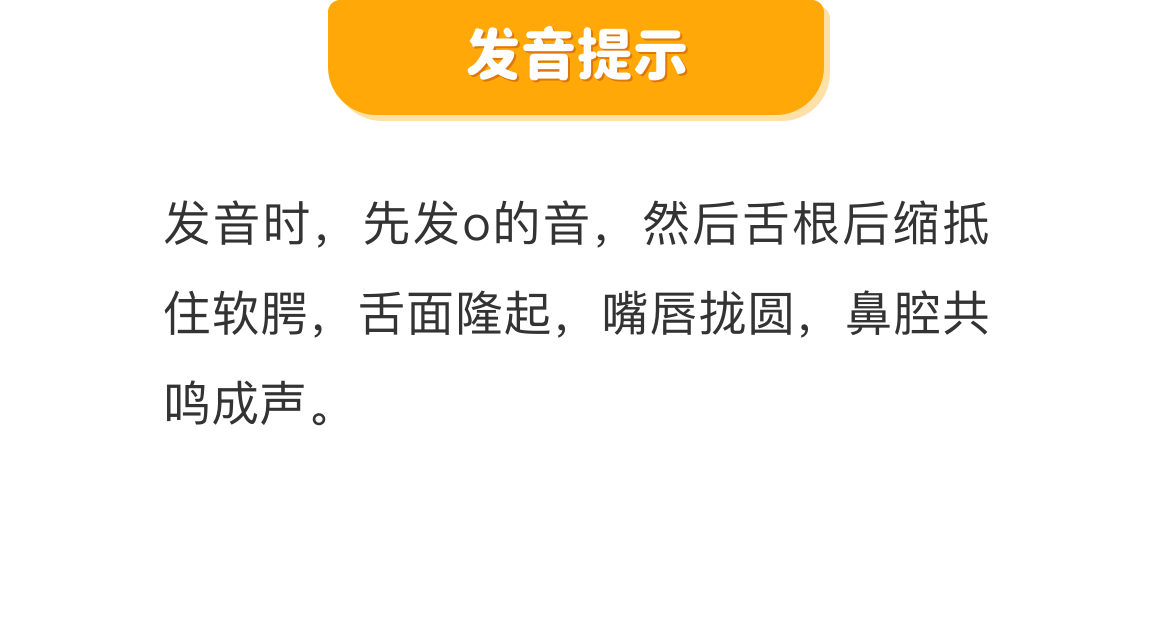 发音提示
发音时，先发o的音，然后舌根后缩抵
住软腭，舌面隆起，嘴唇拢圆，鼻腔共
鸣成声。